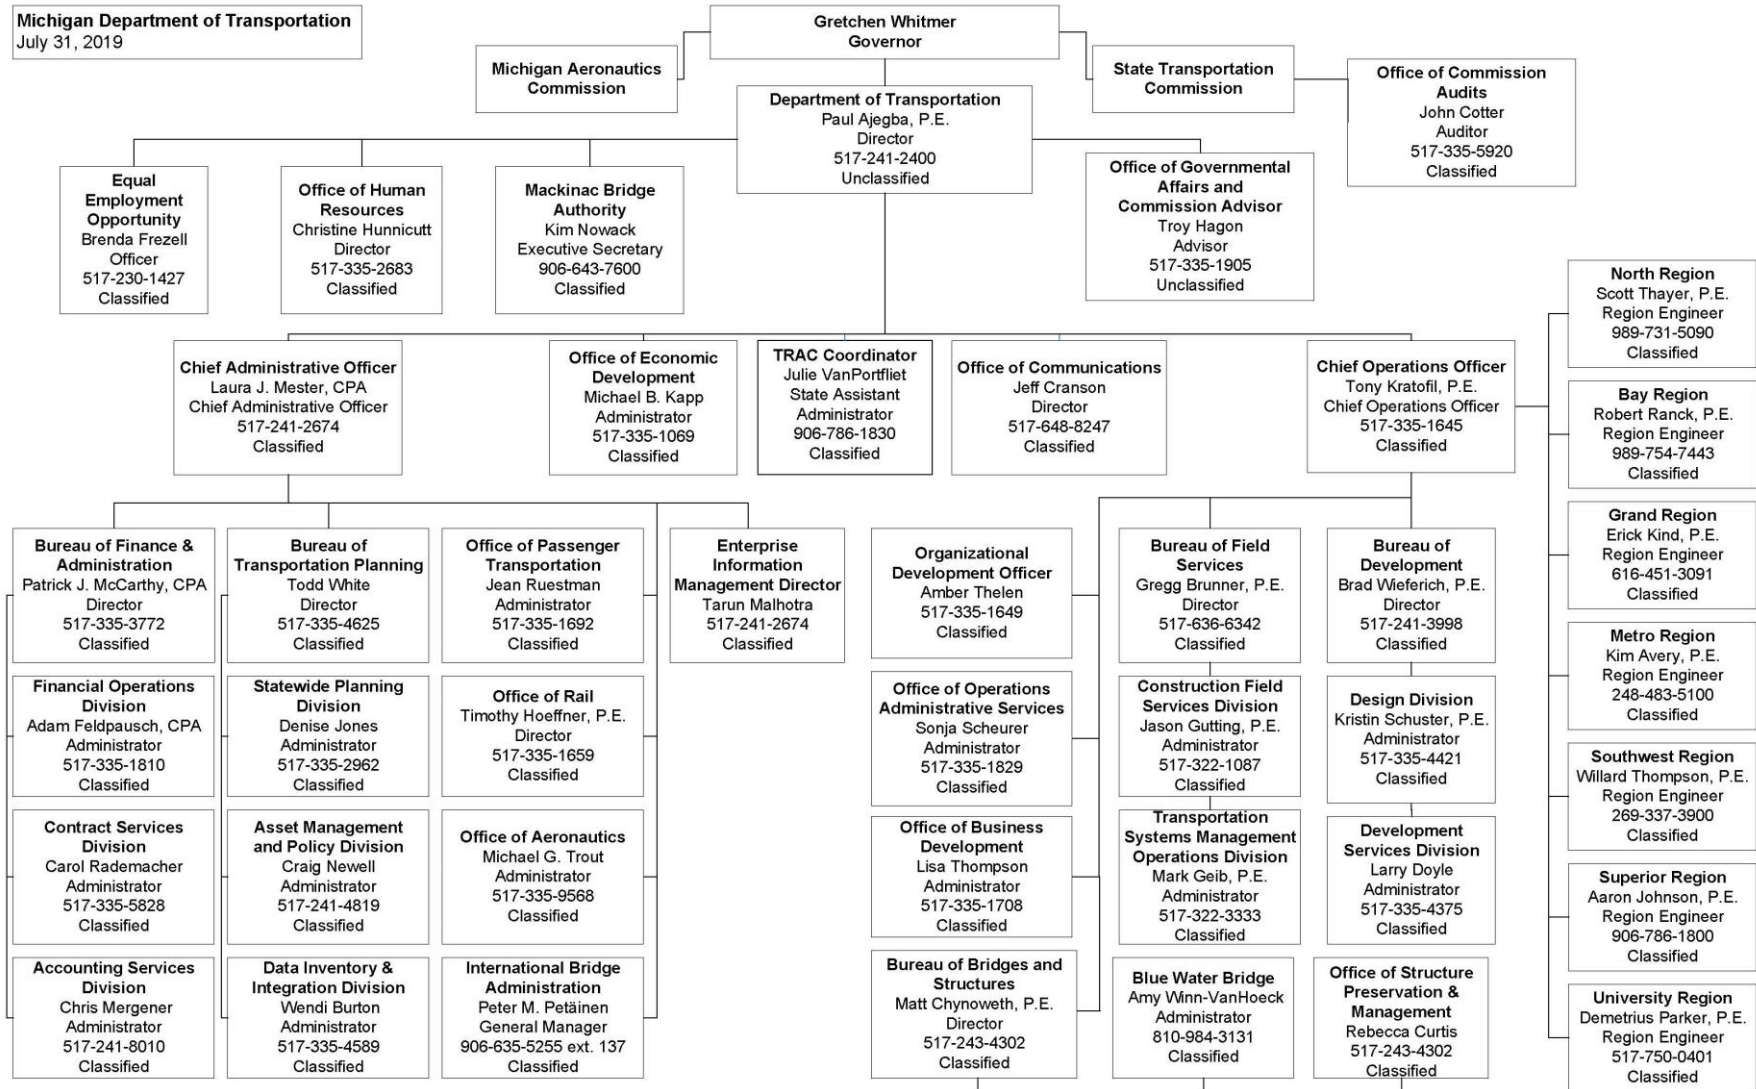 Michigan Department of Transportation
July 31, 2019
Gretchen Whitmer
Governor
Michigan Aeronautics
Commission
State Transportation
Commission
Office of Commission
Audits
John Cotter
Auditor
517-335-5920
Classified
Department of Transportation
Paul Ajegba, P.E.
Director
517-241-2400
Unclassified
Equal
Employment
Opportunity
Brenda Frezell
Officer
517-230-1427
Classified
Office of Human
Resources
Christine Hunnicutt
Director
517-335-2683
Classified
Mackinac Bridge
Authority
Kim Nowack
Executive Secretary
906-643-7600
Classified
Office of Governmental
Affairs and
Commission Advisor
Troy Hagon
Advisor
517-335-1905
Unclassified
Chief Administrative Officer
Laura J. Mester, CPA
Chief Administrative Officer
517-241-2674
Classified
Office of Economic
Development
Michael B. Kapp
Administrator
517-335-1069
Classified
TRAC Coordinator
Julie VanPortfliet
State Assistant
Administrator
906-786-1830
Classified
Office of Communications
Jeff Cranson
Director
517-648-8247
Classified
Chief Operations Officer
Tony Kratofil, P.E.
Chief Operations Officer
517-335-1645
Classified
North Region
Scott Thayer, P.E.
Region Engineer
989-731-5090
Classified
Bay Region
Robert Ranck, P.E.
Region Engineer
989-754-7443
Classified
Grand Region
Erick Kind, P.E.
Region Engineer
616-451-3091
Classified
Metro Region
Kim Avery, P.E.
Region Engineer
248-483-5100
Classified
Southwest Region
Willard Thompson, P.E.
Region Engineer
269-337-3900
Classified
Superior Region
Aaron Johnson, P.E.
Region Engineer
906-786-1800
Classified
University Region
Demetrius Parker, P.E.
Region Engineer
517-750-0401
Classified
Bureau of Finance &
Administration
Patrick J. McCarthy, CPA
Director
517-335-3772
Classified
Financial Operations
Division
Adam Feldpausch, CPA
Administrator
517-335-1810
Classified
Contract Services
Division
Carol Rademacher
Administrator
517-335-5828
Classified
Accounting Services
Division
Chris Mergener
Administrator
517-241-8010
Classified
Bureau of
Transportation Planning
Todd White
Director
517-335-4625
Classified
Statewide Planning
Division
Denise Jones
Administrator
517-335-2962
Classified
Asset Management
and Policy Division
Craig Newell
Administrator
517-241-4819
Classified
Data Inventory &
Integration Division
Wendi Burton
Administrator
517-335-4589
Classified
Office of Passenger
Transportation
Jean Ruestman
Administrator
517-335-1692
Classified
Office of Rail
Timothy Hoeffner, P.E.
Director
517-335-1659
Classified
Office of Aeronautics
Michael G. Trout
Administrator
517-335-9568
Classified
International Bridge
Administration
Peter M. Petäinen
General Manager
906-635-5255 ext. 137
Classified
Enterprise
Information
Management Director
Tarun Malhotra
517-241-2674
Classified
Organizational
Development Officer
Amber Thelen
517-335-1649
Classified
Office of Operations
Administrative Services
Sonja Scheurer
Administrator
517-335-1829
Classified
Office of Business
Development
Lisa Thompson
Administrator
517-335-1708
Classified
Bureau of Bridges and
Structures
Matt Chynoweth, P.E.
Director
517-243-4302
Classified
Bureau of Field
Services
Gregg Brunner, P.E.
Director
517-636-6342
Classified
Construction Field
Services Division
Jason Gutting, P.E.
Administrator
517-322-1087
Classified
Transportation
Systems Management
Operations Division
Mark Geib, P.E.
Administrator
517-322-3333
Classified
Blue Water Bridge
Amy Winn-VanHoeck
Administrator
810-984-3131
Classified
Bureau of
Development
Brad Wieferich, P.E.
Director
517-241-3998
Classified
Design Division
Kristin Schuster, P.E.
Administrator
517-335-4421
Classified
Development
Services Division
Larry Doyle
Administrator
517-335-4375
Classified
Office of Structure
Preservation &
Management
Rebecca Curtis
517-243-4302
Classified